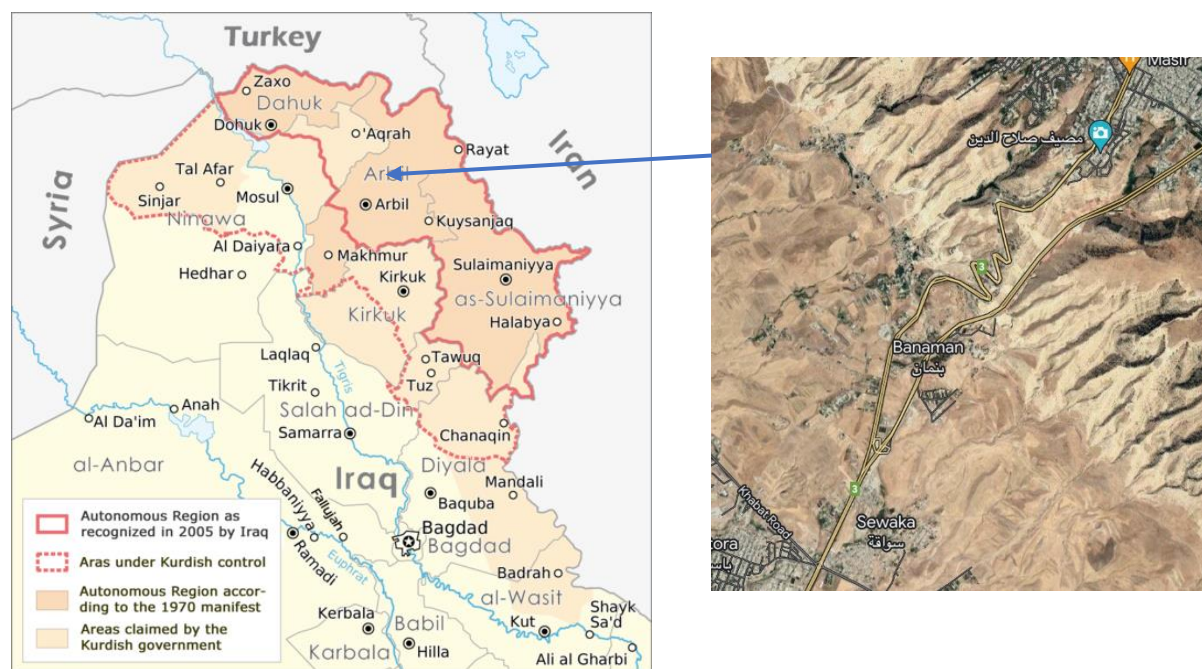 Turkey
Zaxo
Dahuk
Dohuk
'Aqrah
Rayat
Iran
Syria
Tal Afar
Sinjar
Mosul
Ninawa
Arbil
Arbil
Kuysanjaq
Al Daiyara
Hedhar
Makhmur
Kirkuk
Kirkuk
Sulaimaniyya
as-Sulaimaniyya
Halabya
Laqlaq
Tigris
Tawuq
Tuz
Tikrit
Salah ad-Din
Samarra
Chanaqin
Anah
Al Da'im
al-Anbar
Iraq
Diyala
Mandali
Baquba
Habbaniyya
Fallujah
Ramadi
Euphrat
Bagdad
Bagdad
Badrah
al-Wasit
Shayk
Sa'd
Kut
Ali al Gharbi
Kerbala
Karbala
Babil
Hilla
Autonomous Region as
recognized in 2005 by Iraq
Aras under Kurdish control
Autonomous Region accor-
ding to the 1970 manifest
Areas claimed by the
Kurdish government
Masif
مصيف صلاح الدين
3
Banaman
بنمان
3
Khabat Road
Sewaka
سواقة